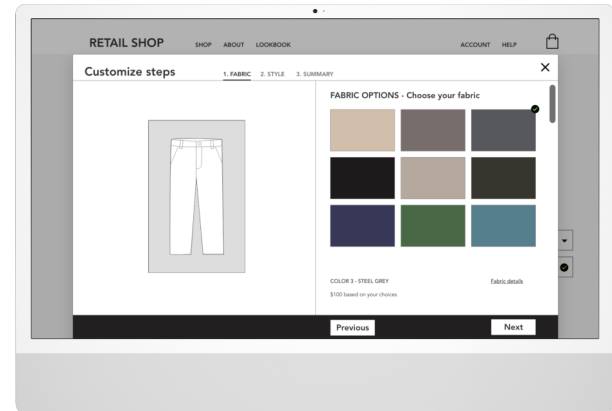 RETAIL SHOP SHOP ABOUT LOOKBOOK ACCOUNT HELP
Customize steps 1. FABRIC 2. STYLE 3. SUMMARY
FABRIC OPTIONS - Choose your fabric
COLOR 3 - STEEL GREY Fabric details
$100 based on your choices
Previous Next